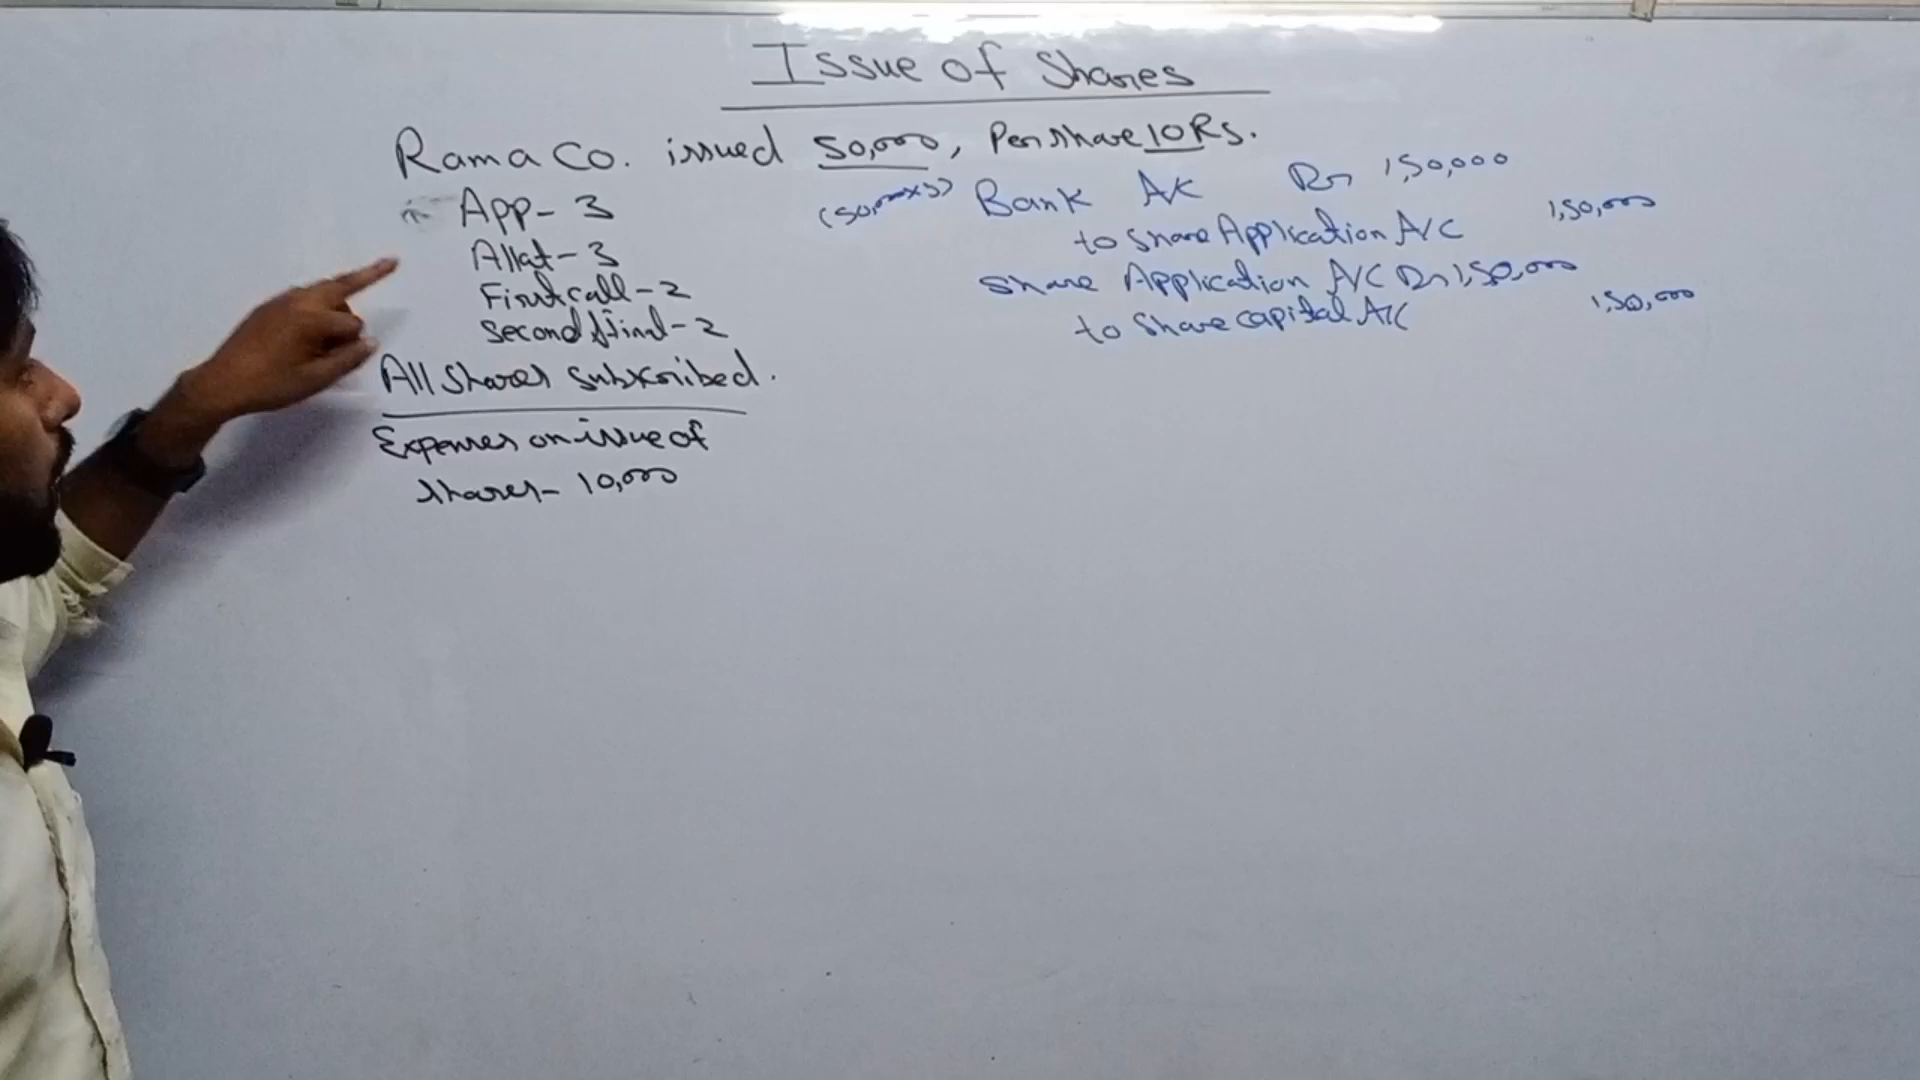 Issue of Shares
Rama Co. issued 50,000, Per share 10 Rs.
App - 3
Allot - 3
First call - 2
Second & final - 2
All Shares subscribed.
Expenses on issue of
shares - 10,000
(50,000x3) Bank A/c Dr 1,50,000
to Share Application A/C 1,50,000
Share Application A/C Dr 1,50,000
to Share capital A/C 1,50,000